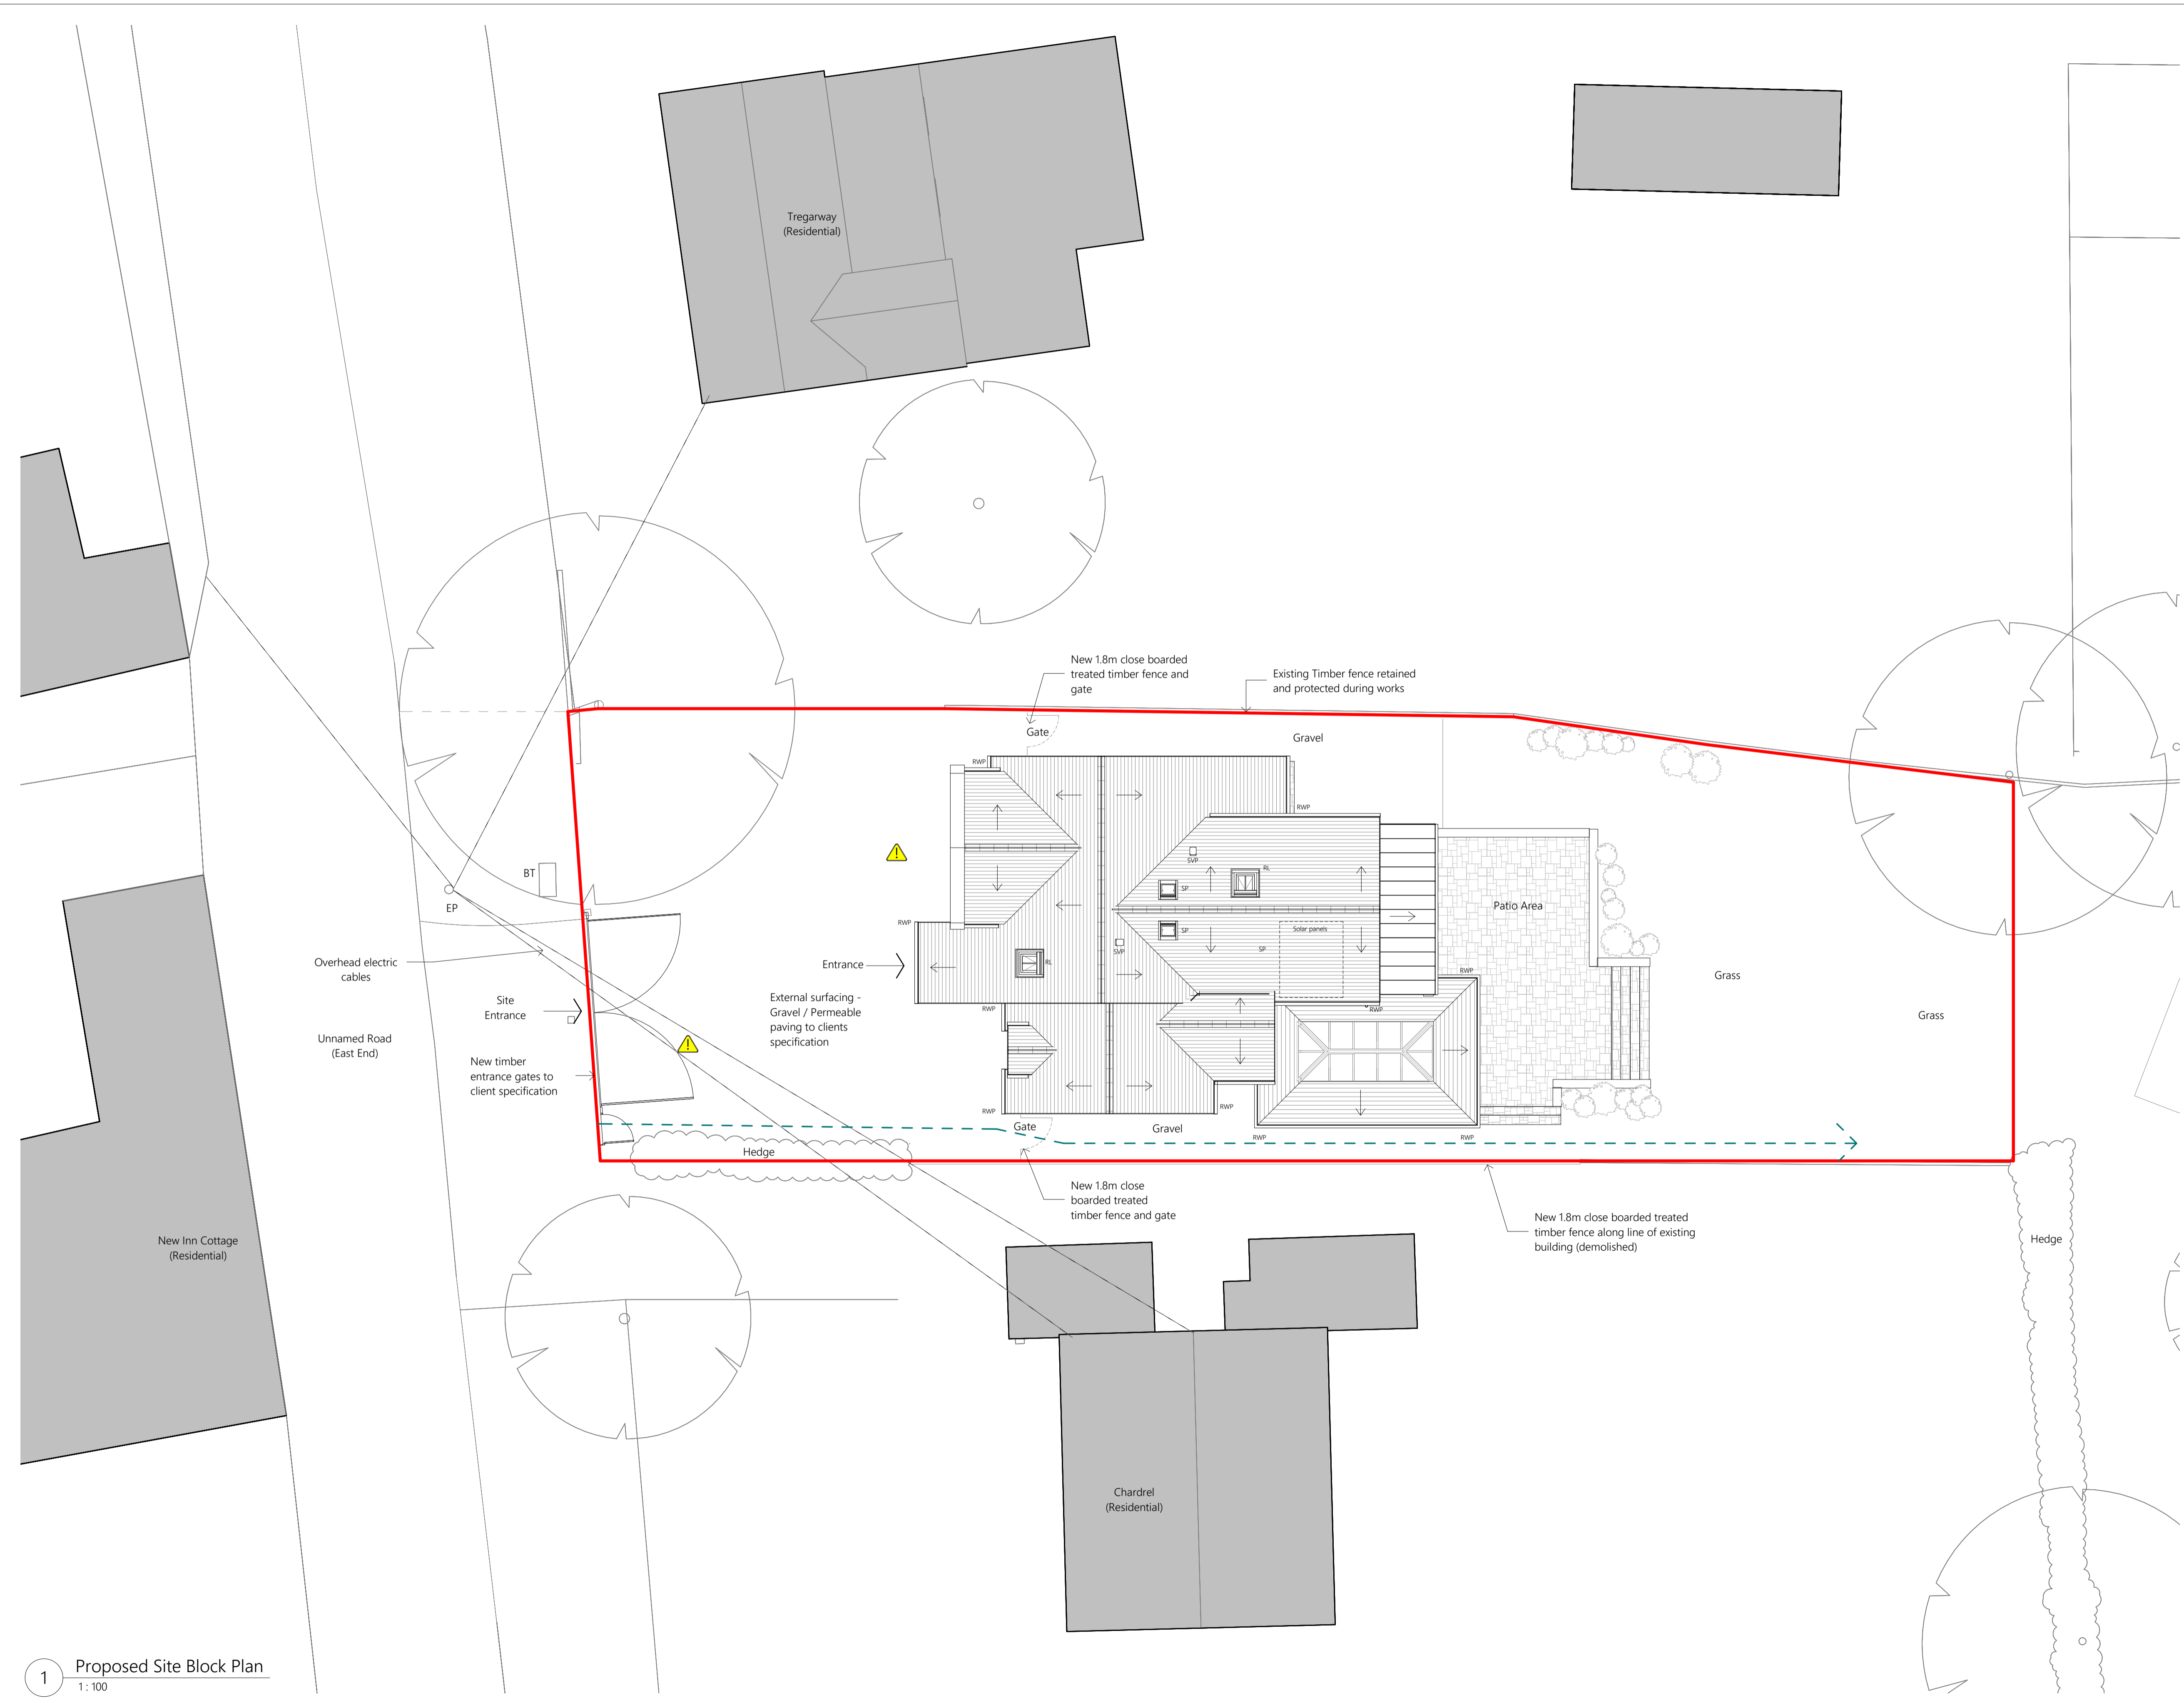 Tregarway
(Residential)
New 1.8m close boarded
treated timber fence and
gate
Existing Timber fence retained
and protected during works
Gate
Gravel
RWP
RWP
SVP
RL
SP
BT
EP
Patio Area
RWP
SP
Solar panels
SVP
SP
RL
Entrance
Overhead electric
cables
RWP
Grass
Site
Entrance
External surfacing -
Gravel / Permeable
paving to clients
specification
RWP
RWP
Grass
Unnamed Road
(East End)
New timber
entrance gates to
client specification
RWP
RWP
Gate
Gravel
RWP
RWP
Hedge
New 1.8m close
boarded treated
timber fence and gate
New 1.8m close boarded treated
timber fence along line of existing
building (demolished)
New Inn Cottage
(Residential)
Hedge
Chardrel
(Residential)
1
Proposed Site Block Plan
1 : 100